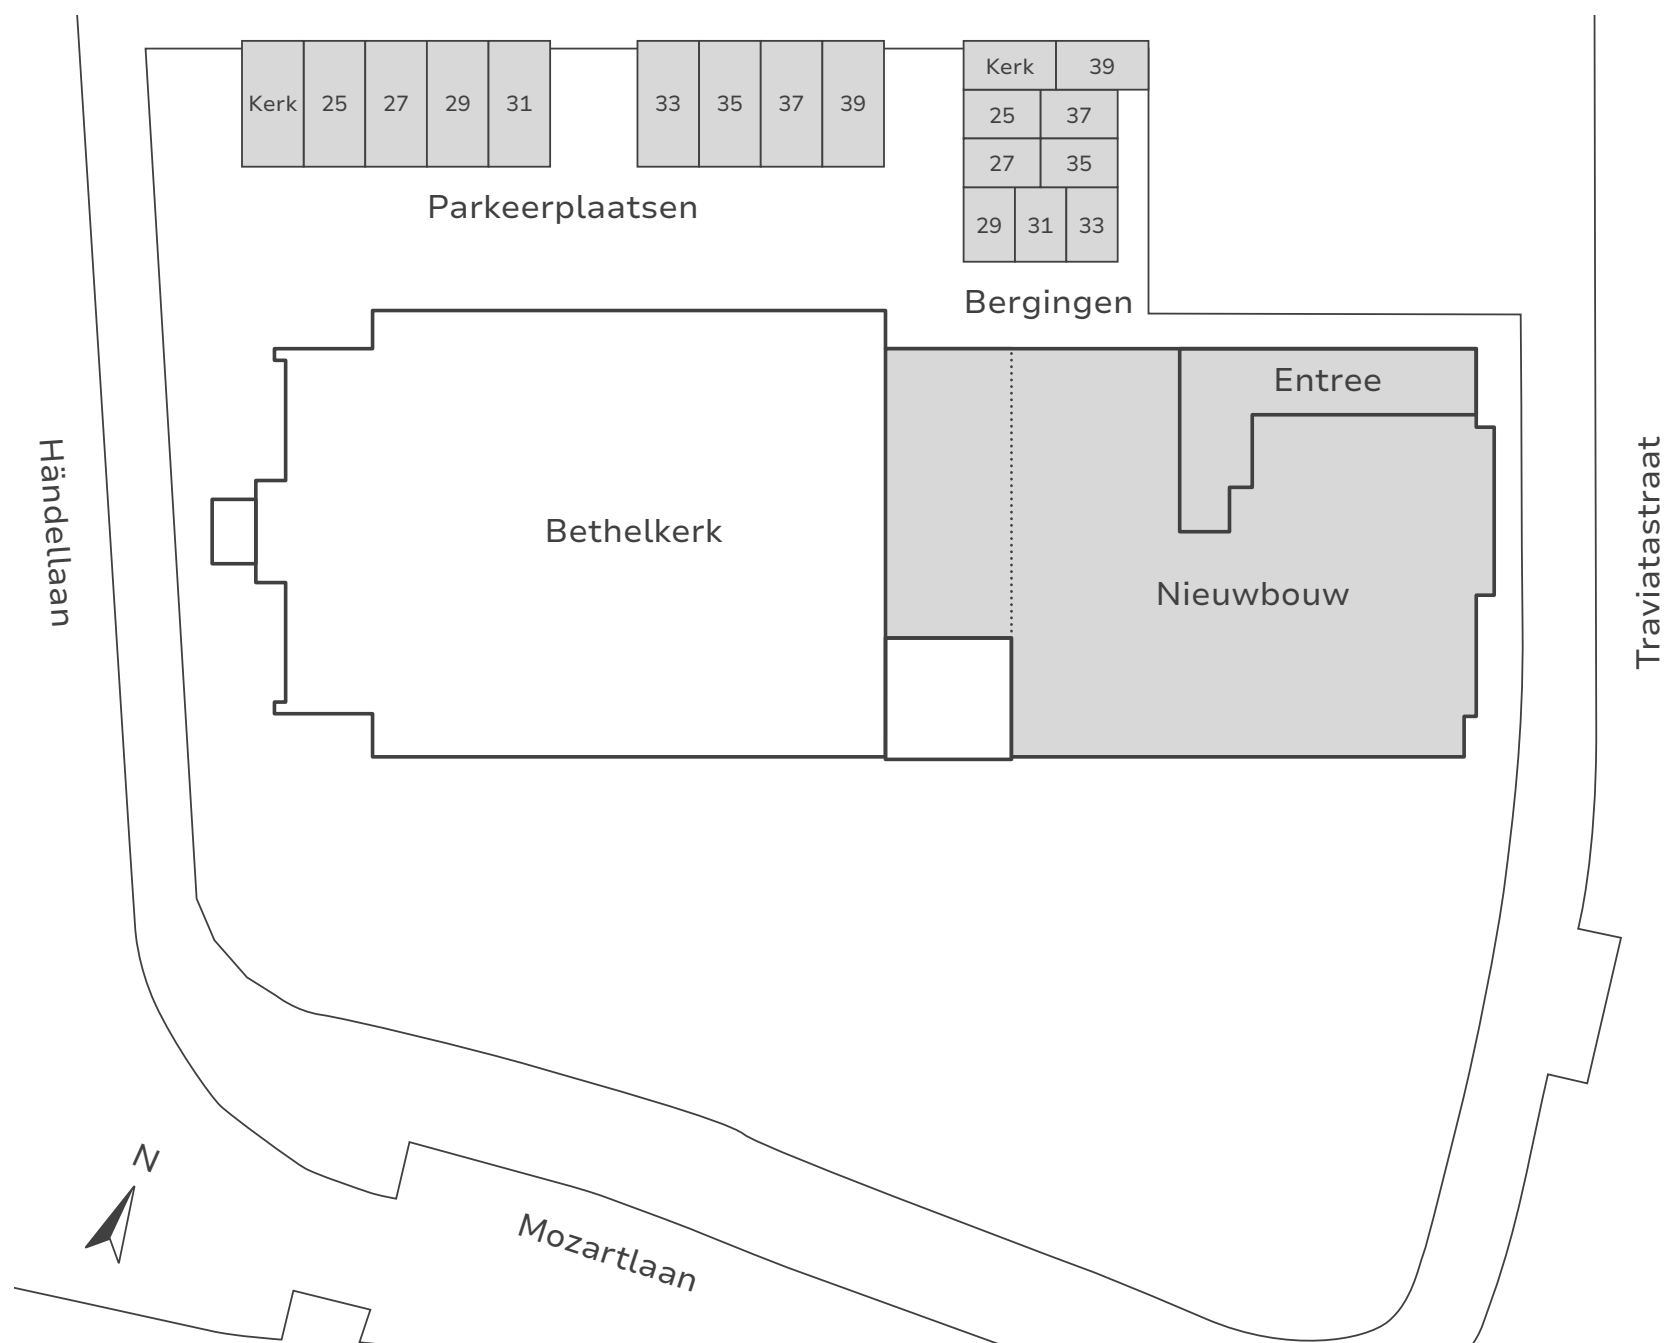 Kerk 25 27 29 31
33 35 37 39
Kerk 39
25 37
27 35
29 31 33
Parkeerplaatsen
Bergingen
Entree
Bethelkerk
Nieuwbouw
Händellaan
Traviatastraat
N
Mozartlaan